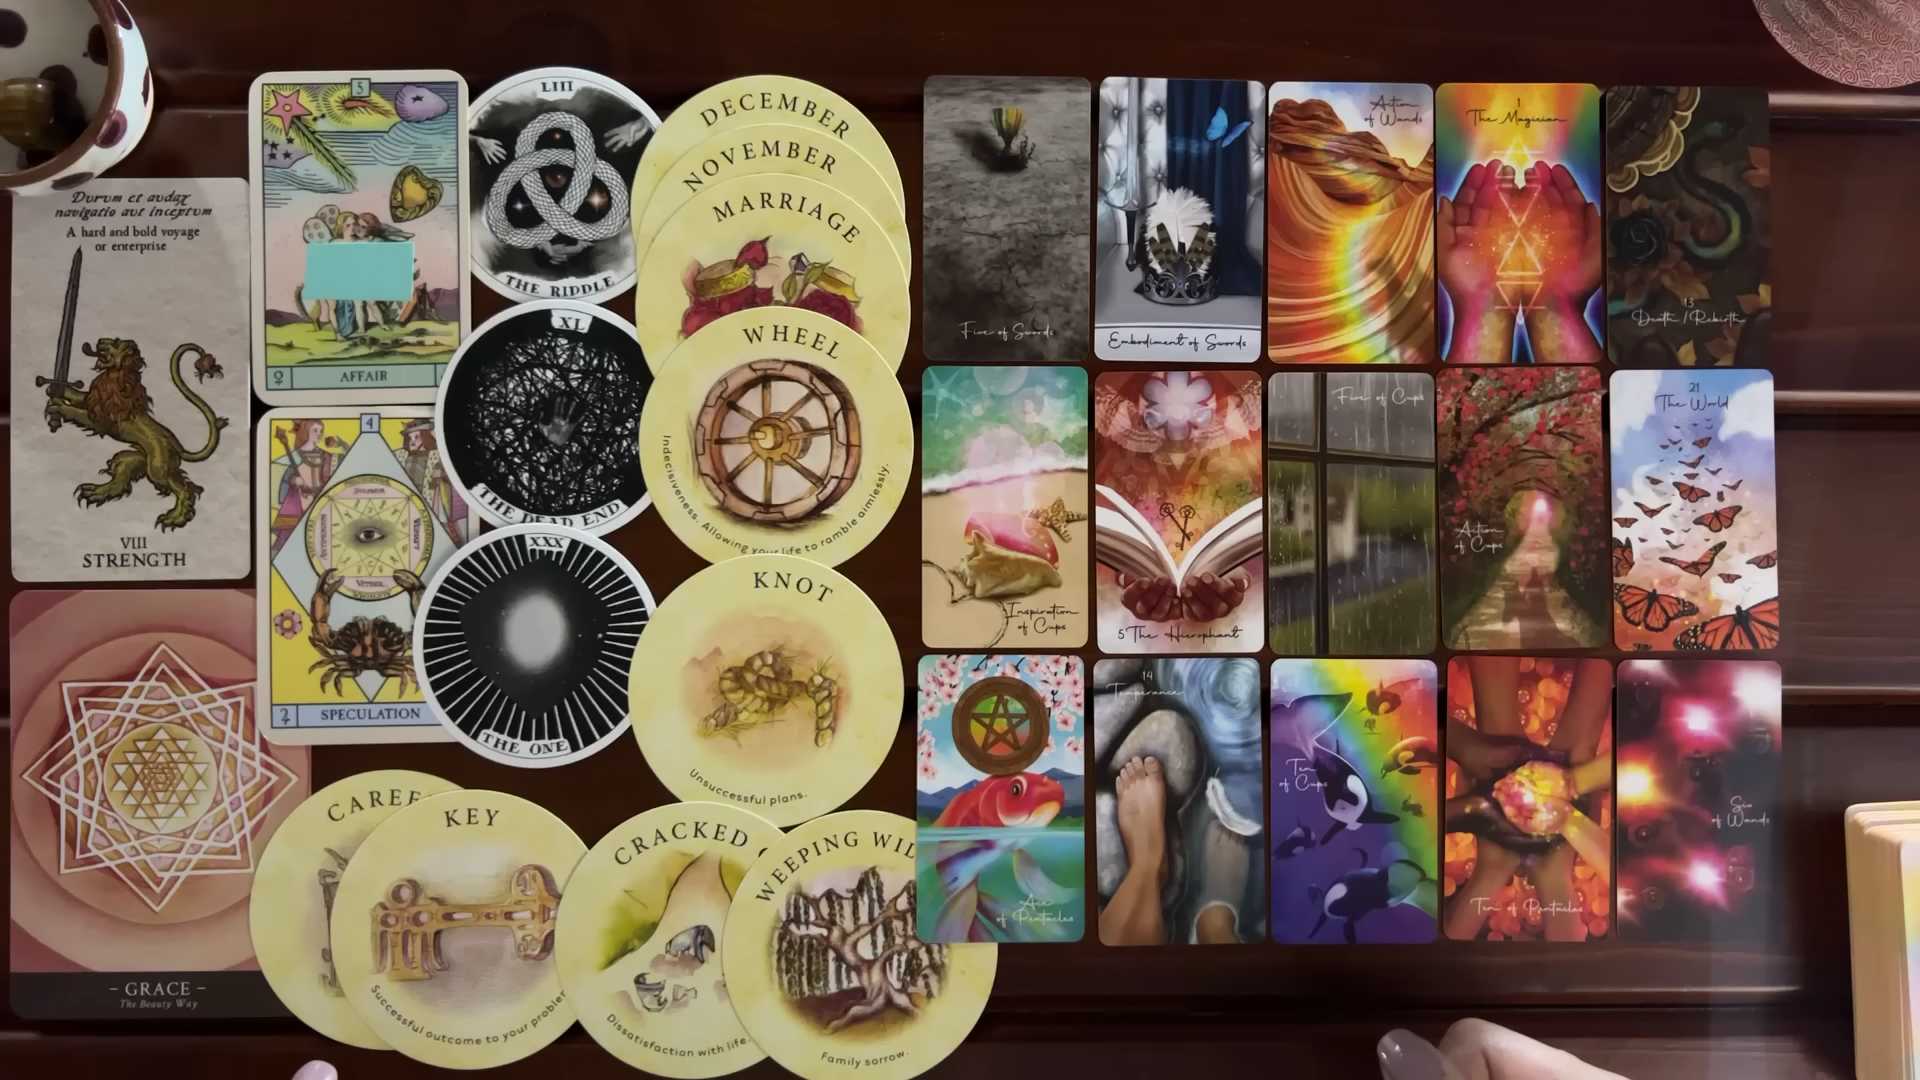 Durum et audax
navigatio aut inceptum
A hard and bold voyage
or enterprise
VIII
STRENGTH
– GRACE –
The Beauty Way
5
AFFAIR
4
SPECULATION
LIII
THE RIDDLE
XL
THE DEAD END
XXX
THE ONE
DECEMBER
NOVEMBER
MARRIAGE
WHEEL
Indecisiveness. Allowing your life to ramble aimlessly.
KNOT
Unsuccessful plans.
KEY
Successful outcome to your
CRACKED
Dissatisfaction with life.
WEEPING
Family sorrow.
Five of Swords
Embodiment of Swords
Action
of Wands
1
The Magician
13
Death / Rebirth
Inspiration
of Cups
5 The Hierophant
Five of Cups
Action
of Cups
21
The World
Ace
of Pentacles
14
Temperance
Ten
of Cups
Ten of Pentacles
Six
of Wands